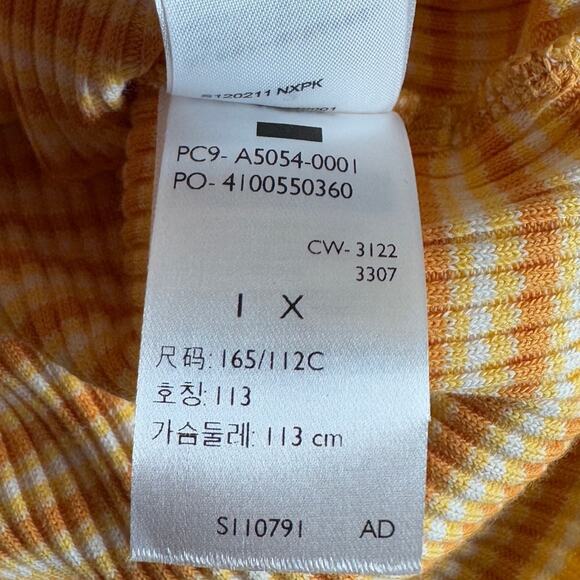 NXPK
PC9- A5054-0001
PO- 4100550360
CW- 3122
3307
1 X
尺码: 165/112C
호칭: 113
가슴둘레: 113 cm
S110791 AD